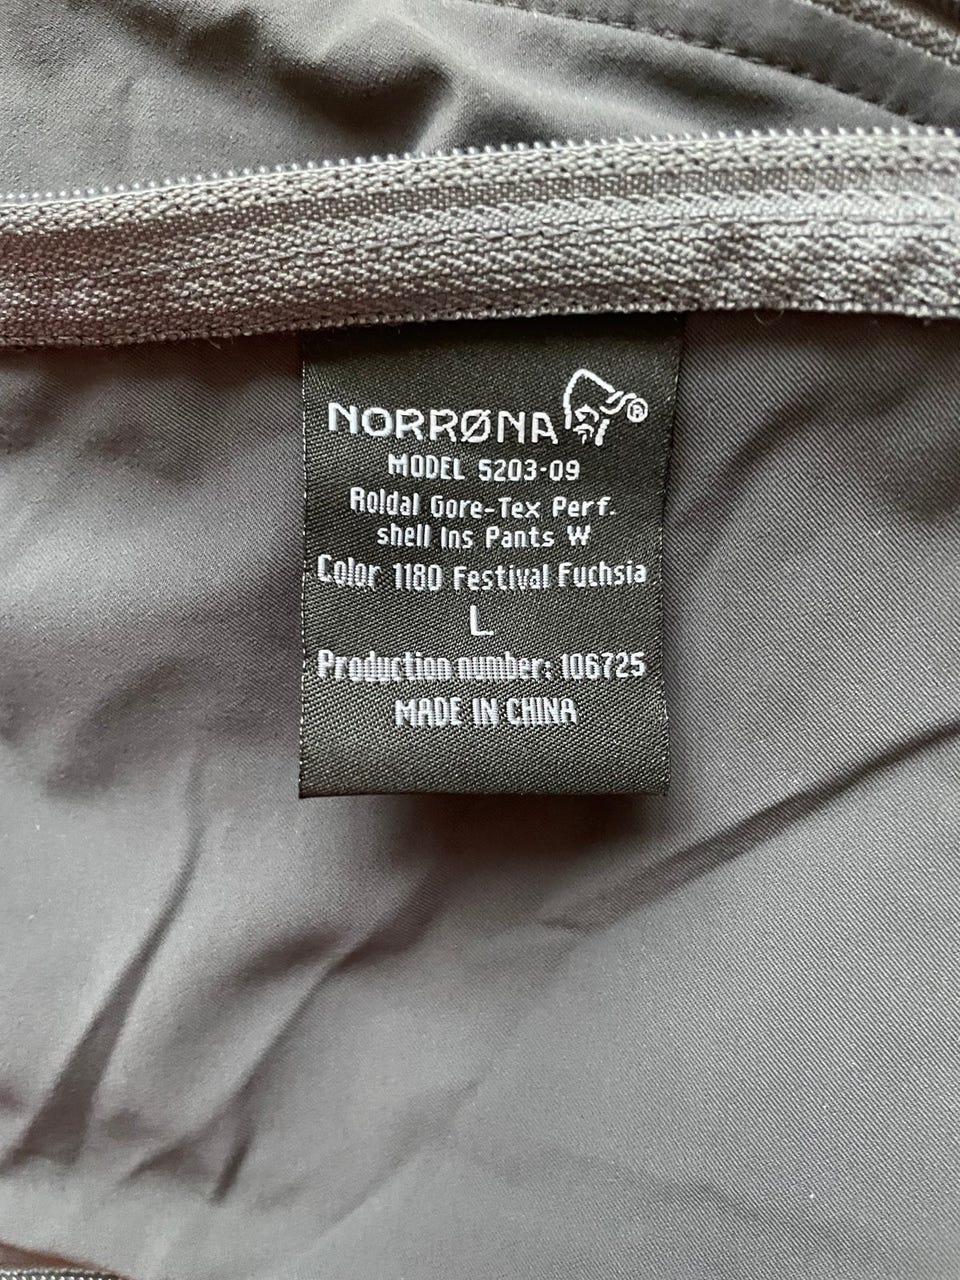 NORRØNA®
MODEL 5203-09
Roldal Gore-Tex Perf.
shell Ins Pants W
Color 1180 Festival Fuchsia
L
Production number: 106725
MADE IN CHINA